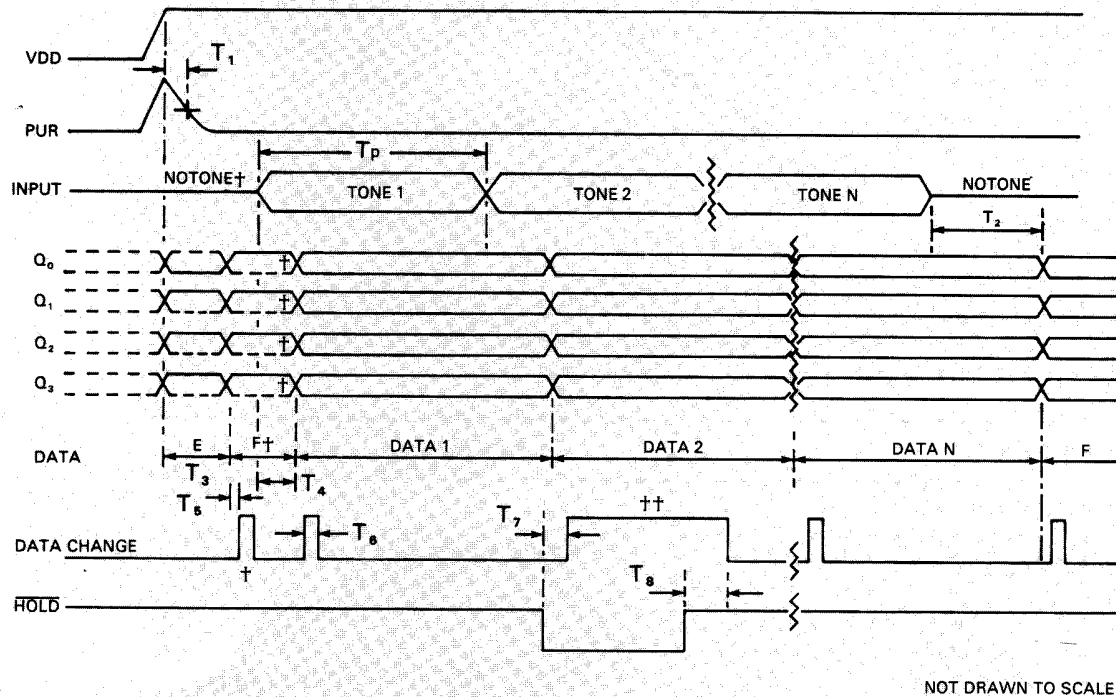 VDD
T₁
PUR
Tp
INPUT
NOTONE†
TONE 1
TONE 2
TONE N
NOTONE
T₂
Q₀
†
Q₁
†
Q₂
†
Q₃
†
DATA
E
F†
DATA 1
DATA 2
DATA N
F
T₃
T₄
T₅
T₆
T₇
††
DATA CHANGE
†
T₈
HOLD
NOT DRAWN TO SCALE